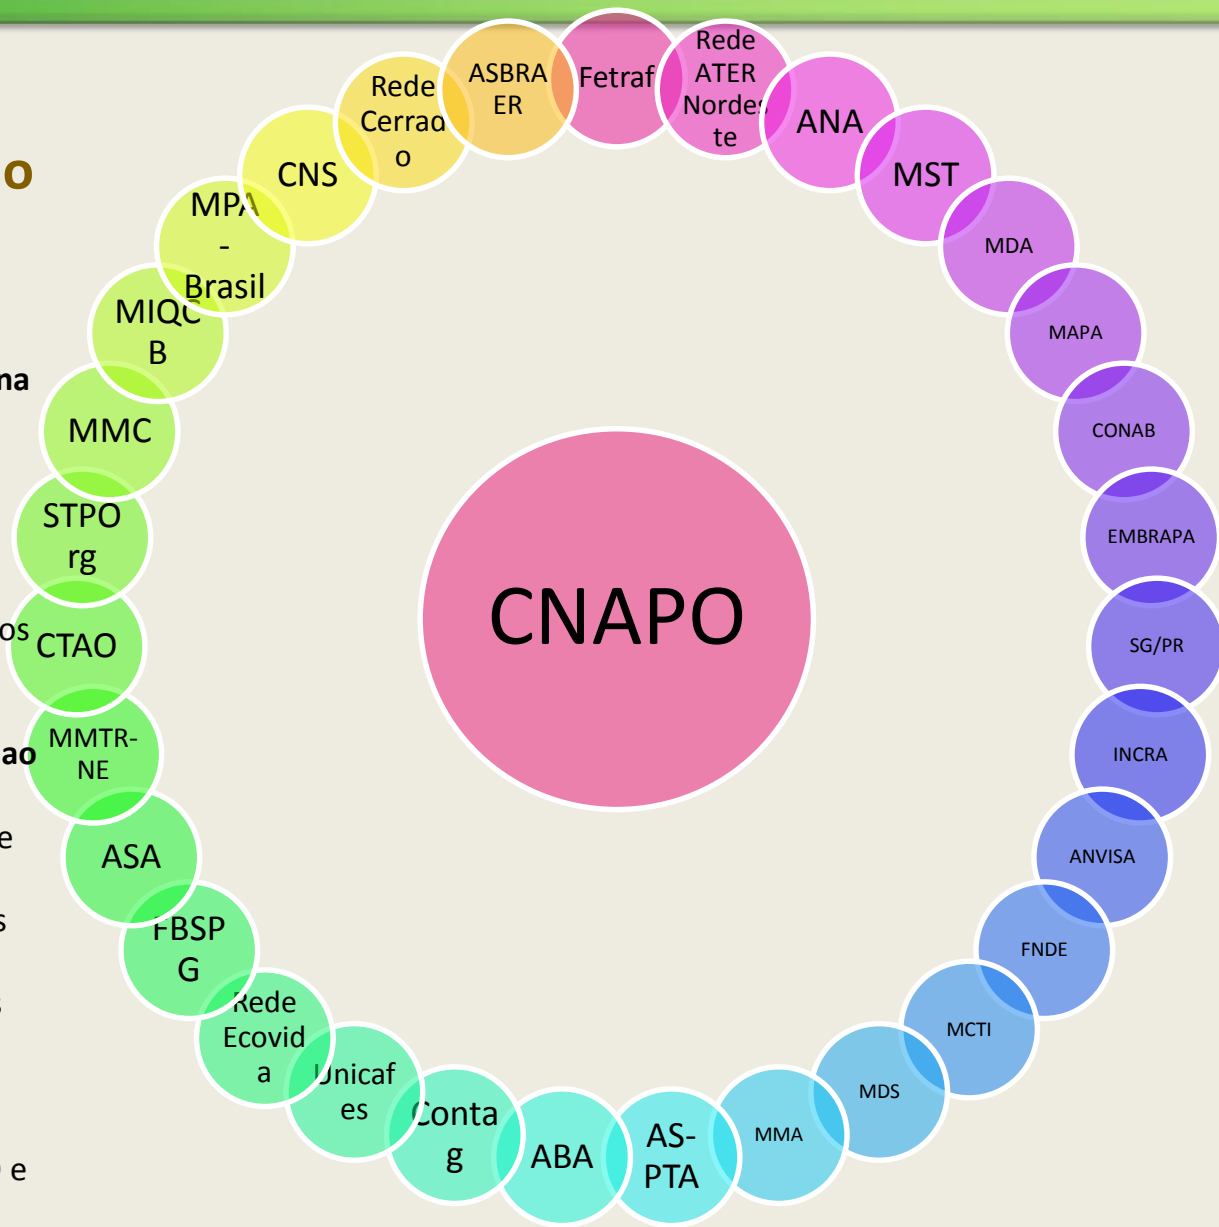 o
na
os
ao
e
s
s
e
CNAPO
Fetraf
Rede
ATER
Nordes
te
ANA
MST
MDA
MAPA
CONAB
EMBRAPA
SG/PR
INCRA
ANVISA
FNDE
MCTI
MDS
MMA
AS-
PTA
ABA
Conta
g
Unicaf
es
Rede
Ecovid
a
FBSP
G
ASA
MMTR-
NE
CTAO
STPO
rg
MMC
MIQC
B
MPA
-
Brasil
CNS
Rede
Cerrad
o
ASBRA
ER